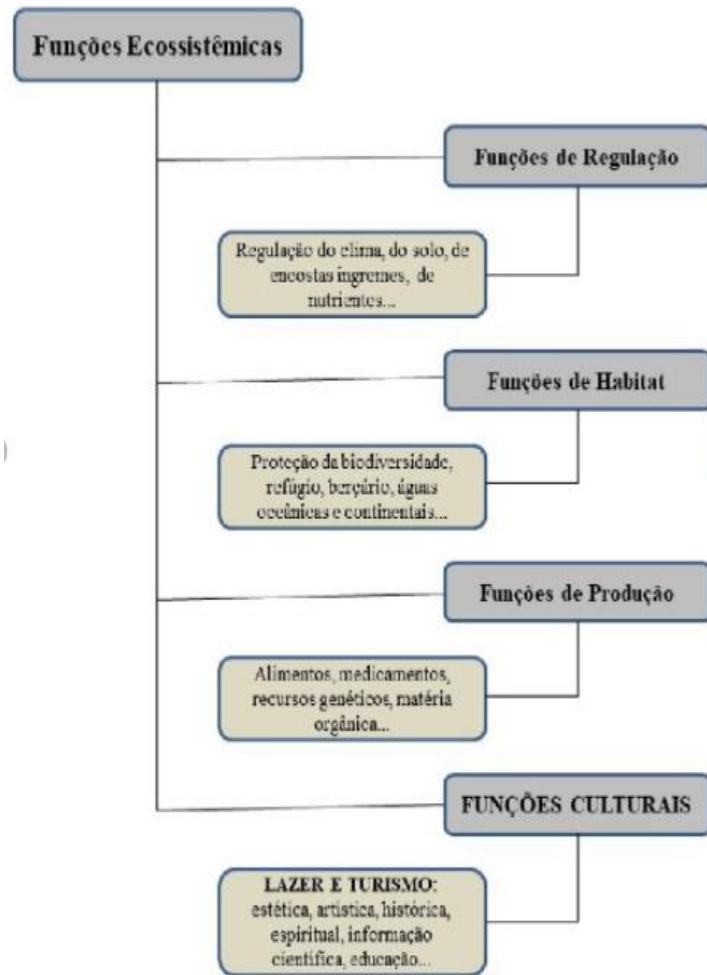 Funções Ecossistêmicas
Funções de Regulação
Regulação do clima, do solo, de
encostas íngremes, de
nutrientes...
Funções de Habitat
Proteção da biodiversidade,
refúgio, berçário, águas
oceânicas e continentais...
Funções de Produção
Alimentos, medicamentos,
recursos genéticos, matéria
orgânica...
FUNÇÕES CULTURAIS
LAZER E TURISMO:
estética, artística, histórica,
espiritual, informação
científica, educação...